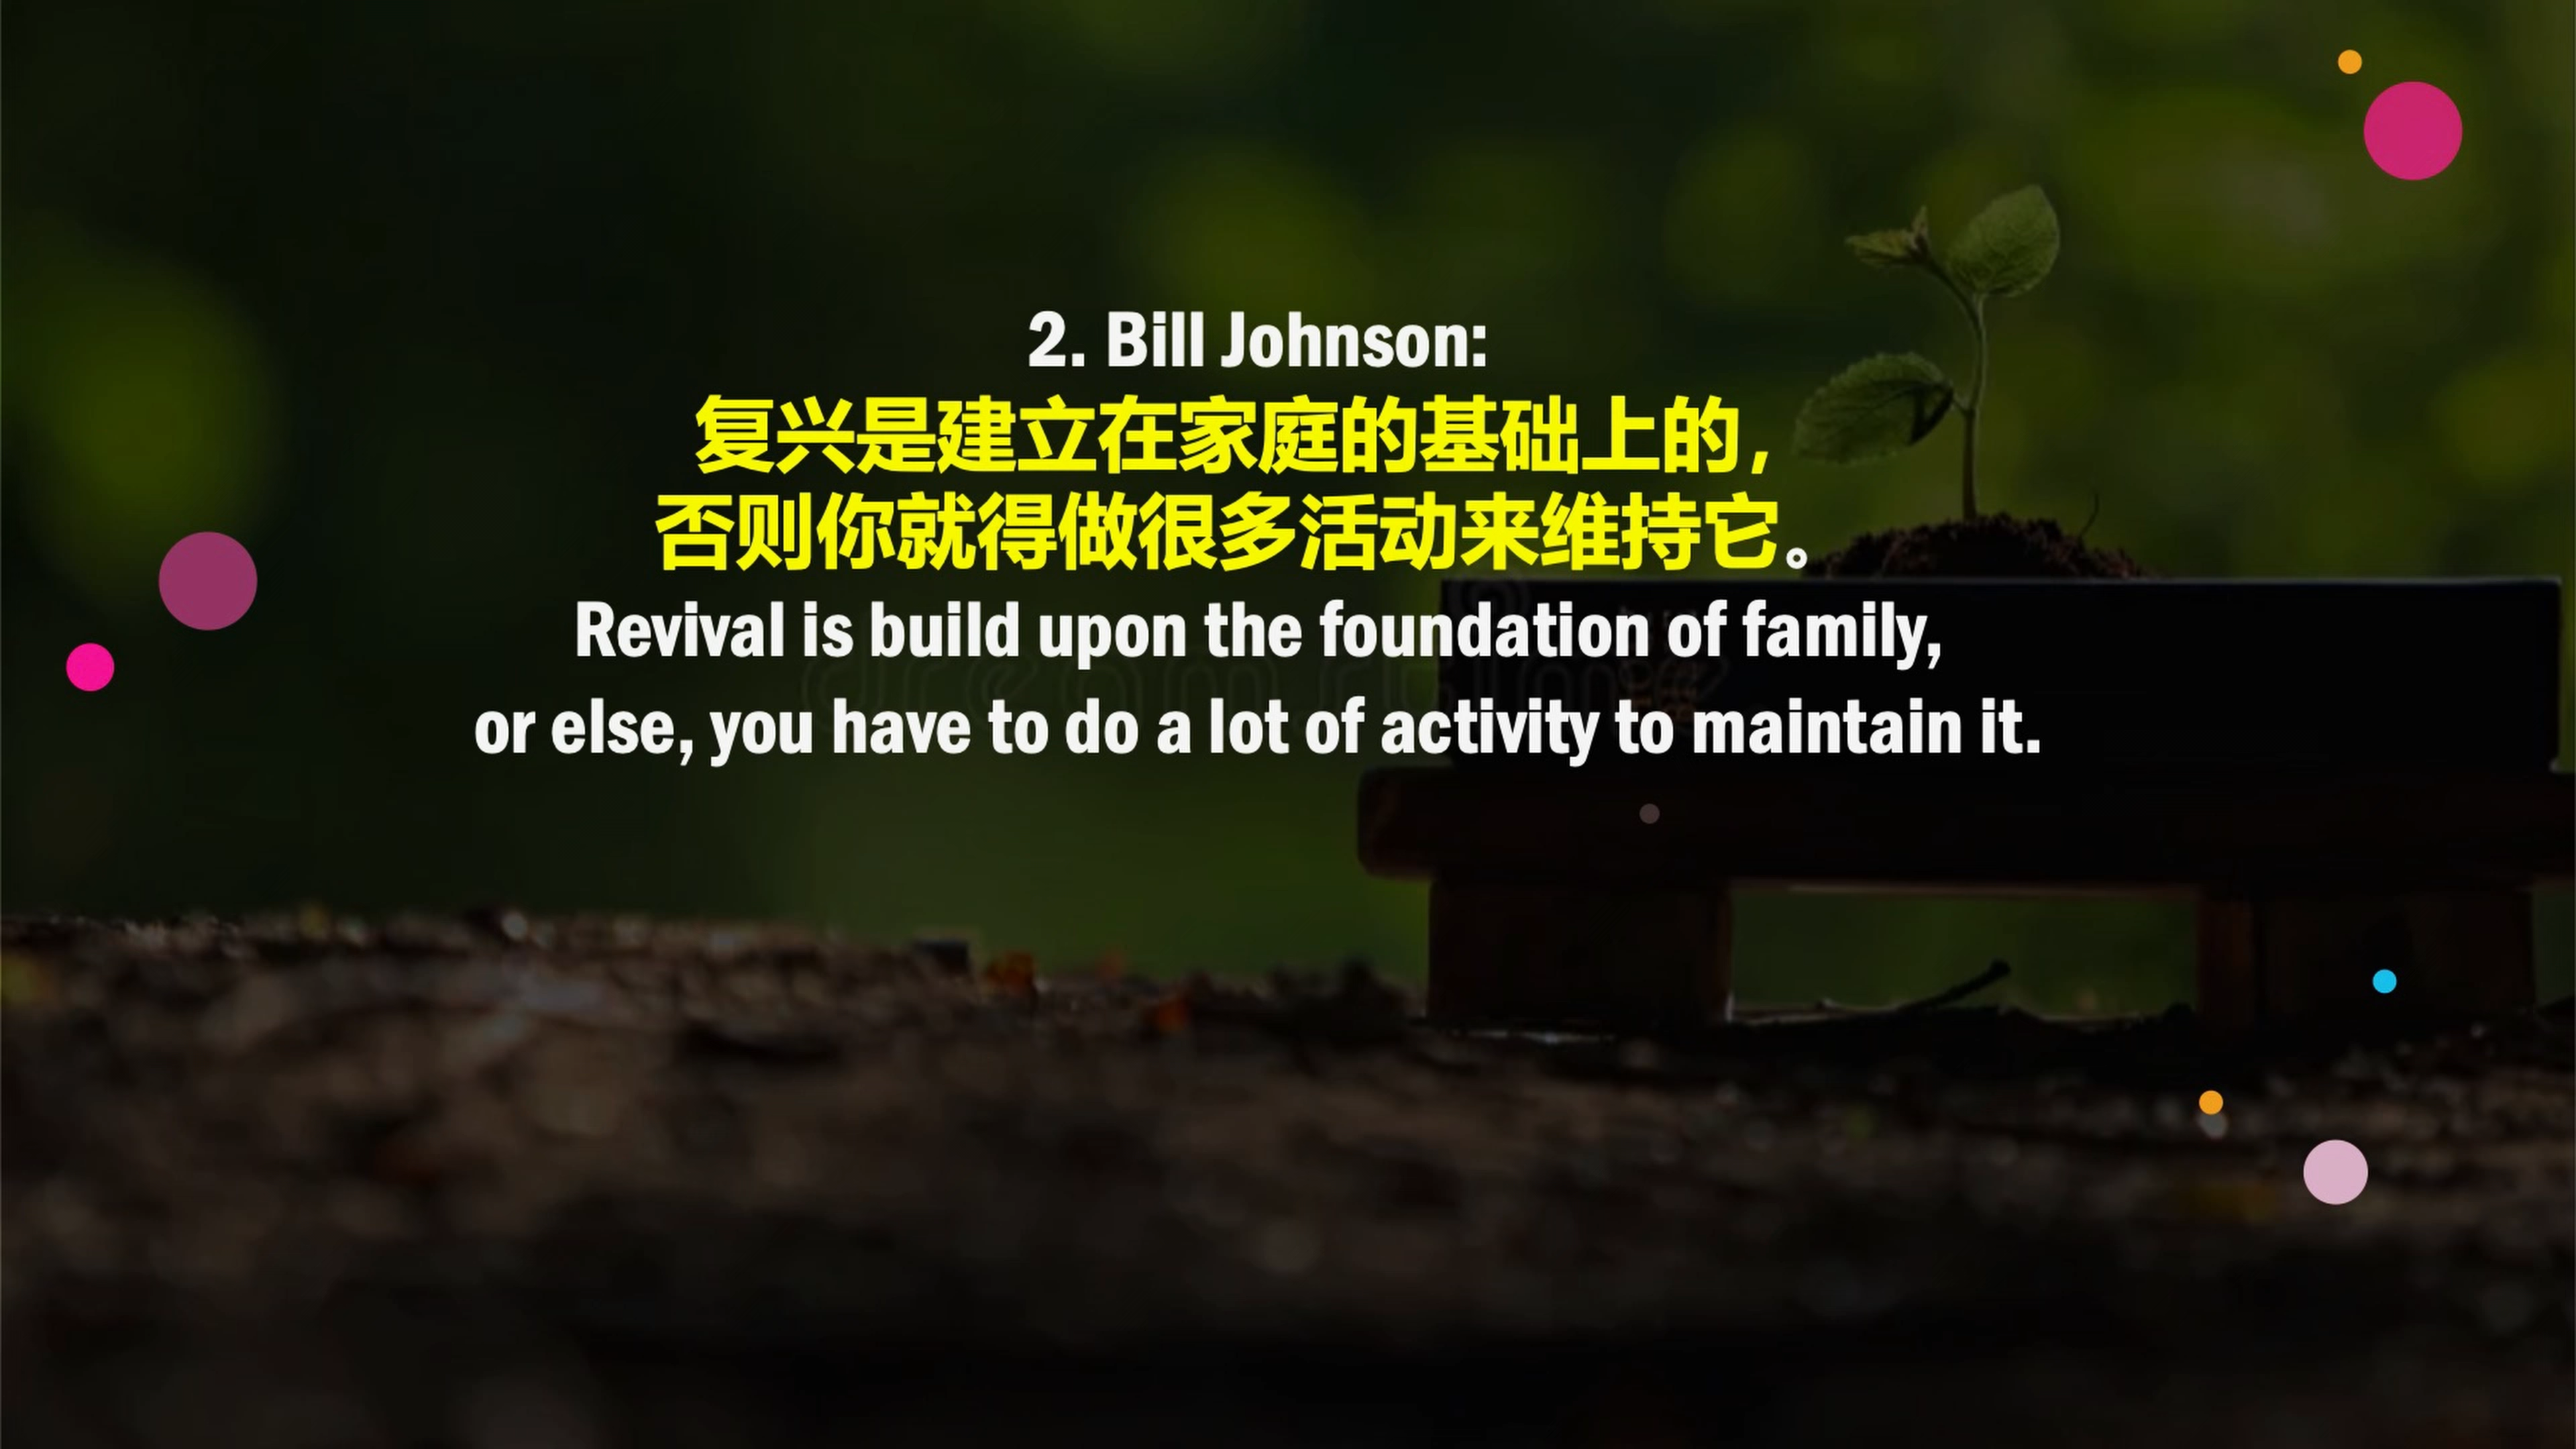 2. Bill Johnson:
复兴是建立在家庭的基础上的，
否则你就得做很多活动来维持它。
Revival is build upon the foundation of family,
or else, you have to do a lot of activity to maintain it.
dreamstime